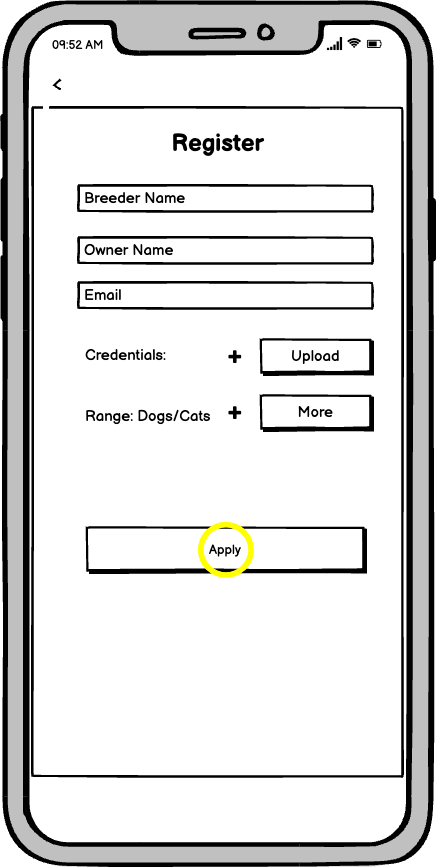 09:52 AM
<
Register
Breeder Name
Owner Name
Email
Credentials: + Upload
Range: Dogs/Cats + More
Apply